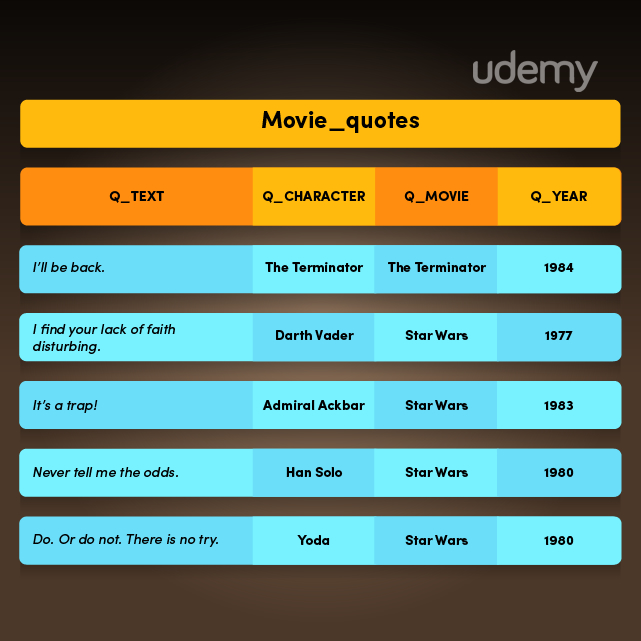 udemy
Movie_quotes
Q_TEXT Q_CHARACTER Q_MOVIE Q_YEAR
I'll be back. The Terminator The Terminator 1984
I find your lack of faith
disturbing. Darth Vader Star Wars 1977
It's a trap! Admiral Ackbar Star Wars 1983
Never tell me the odds. Han Solo Star Wars 1980
Do. Or do not. There is no try. Yoda Star Wars 1980